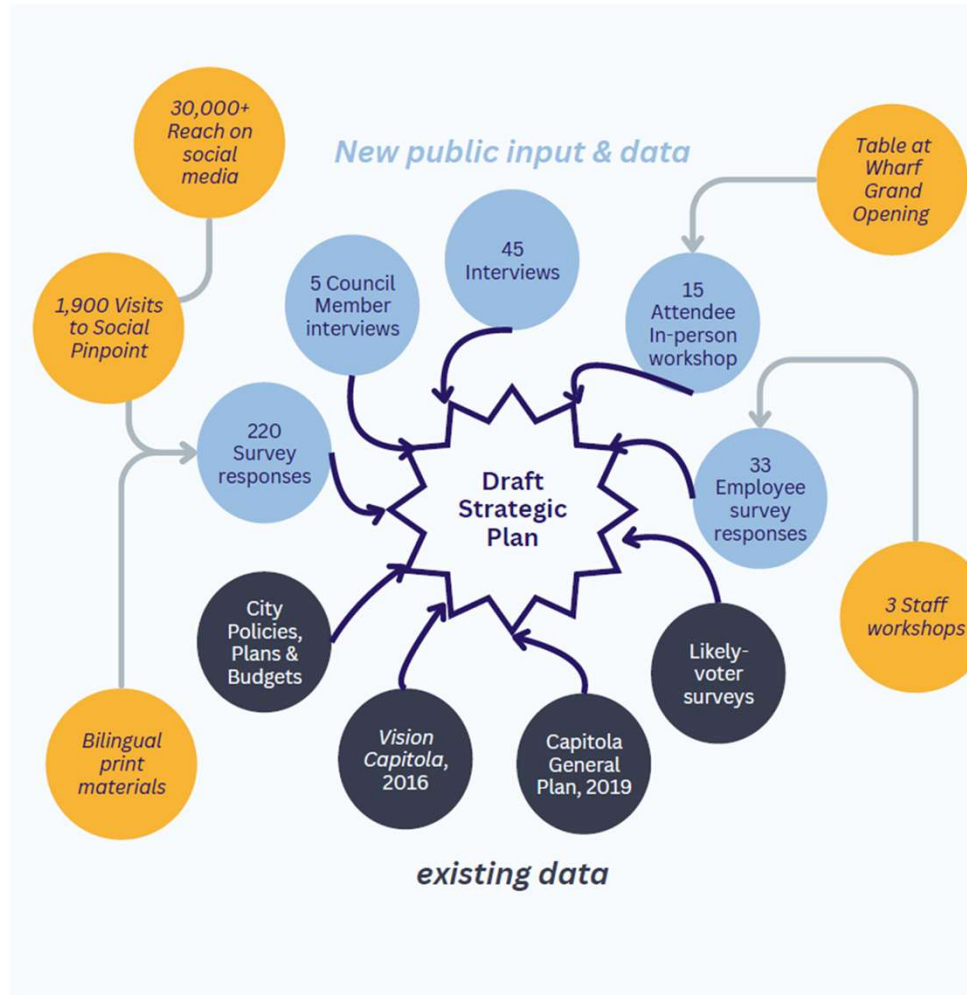 30,000+
Reach on
social
media
New public input & data
Table at
Wharf
Grand
Opening
45
Interviews
5 Council
Member
interviews
15
Attendee
In-person
workshop
1,900 Visits
to Social
Pinpoint
220
Survey
responses
Draft
Strategic
Plan
33
Employee
survey
responses
City
Policies,
Plans &
Budgets
3 Staff
workshops
Likely-
voter
surveys
Vision
Capitola,
2016
Capitola
General
Plan, 2019
Bilingual
print
materials
existing data